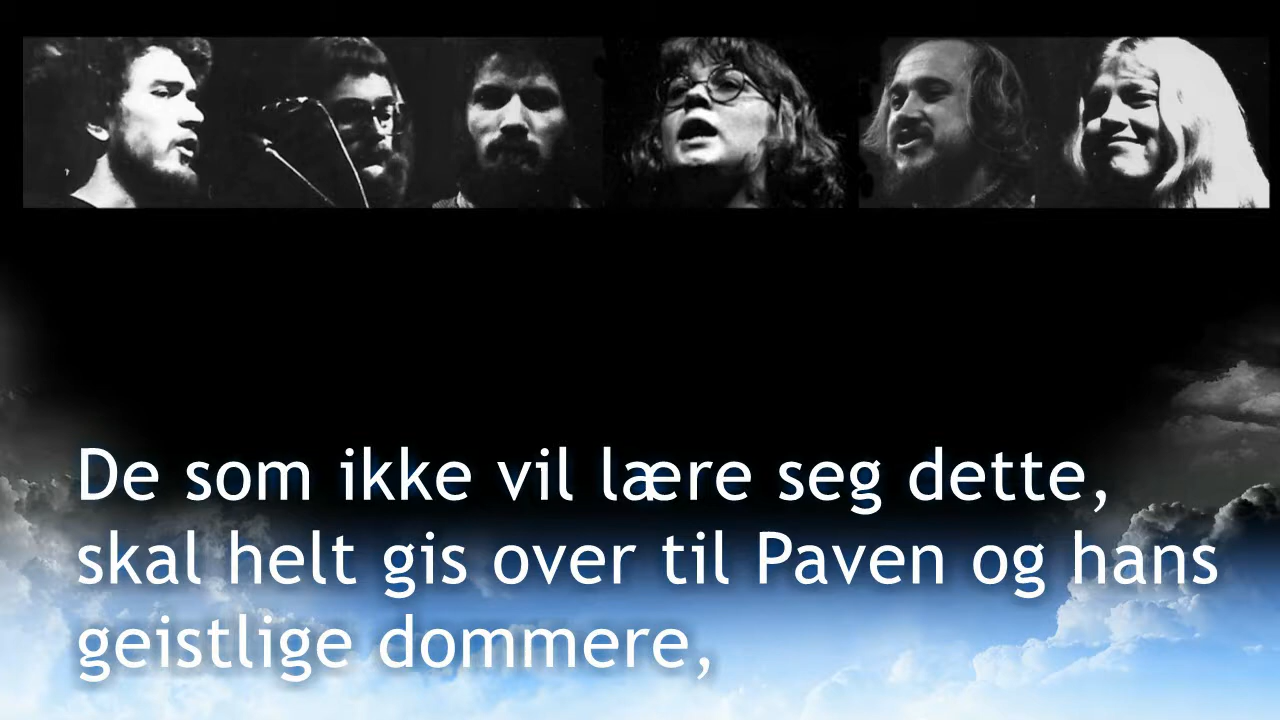 De som ikke vil lære seg dette,
skal helt gis over til Paven og hans
geistlige dommere,